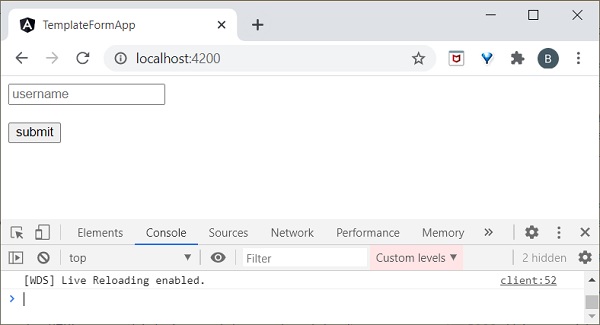 TemplateFormApp
localhost:4200
B
username
submit
Elements Console Sources Network Performance Memory
top Filter Custom levels 2 hidden
[WDS] Live Reloading enabled. client:52